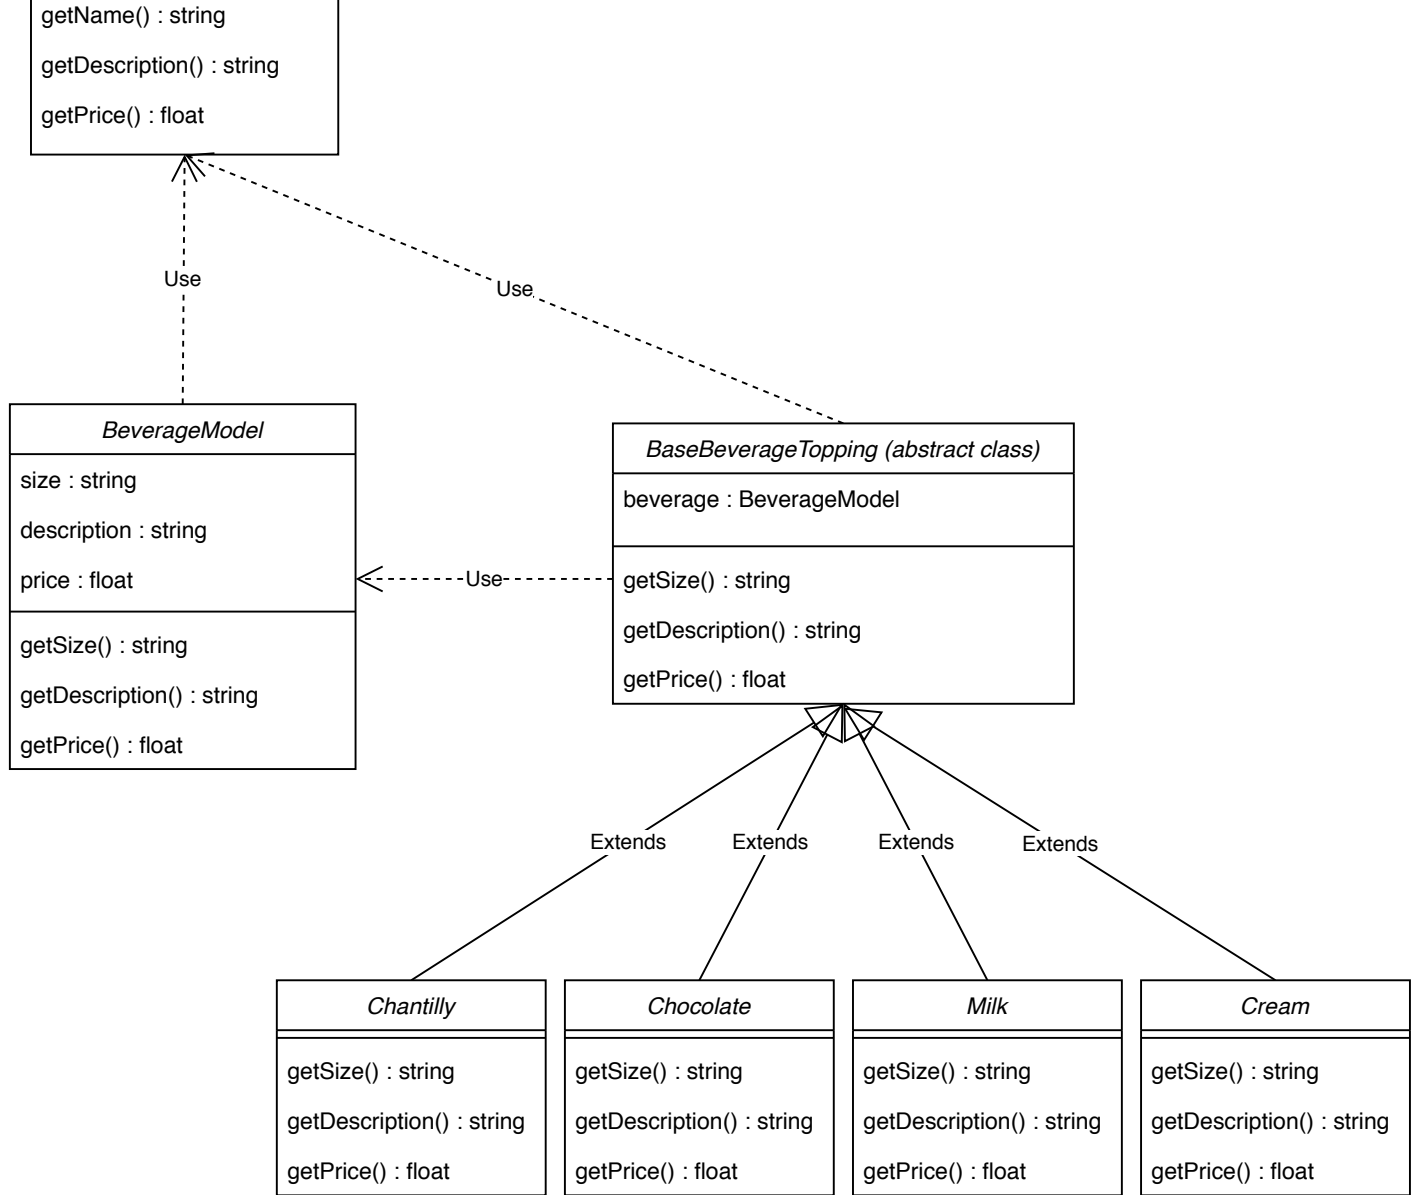 getName() : string
getDescription() : string
getPrice() : float
Use
Use
BeverageModel
size : string
description : string
price : float
getSize() : string
getDescription() : string
getPrice() : float
Use
BaseBeverageTopping (abstract class)
beverage : BeverageModel
getSize() : string
getDescription() : string
getPrice() : float
Extends
Extends
Extends
Extends
Chantilly
getSize() : string
getDescription() : string
getPrice() : float
Chocolate
getSize() : string
getDescription() : string
getPrice() : float
Milk
getSize() : string
getDescription() : string
getPrice() : float
Cream
getSize() : string
getDescription() : string
getPrice() : float